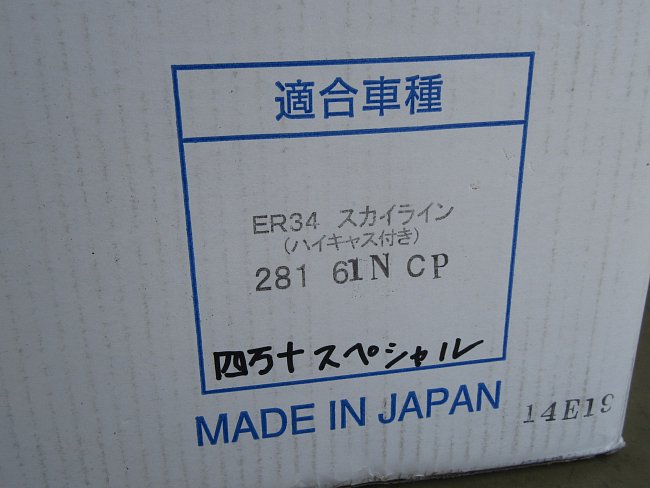 適合車種
ER34 スカイライン
(ハイキャス付き)
281 61N CP
四万十スペシャル
MADE IN JAPAN
14E19